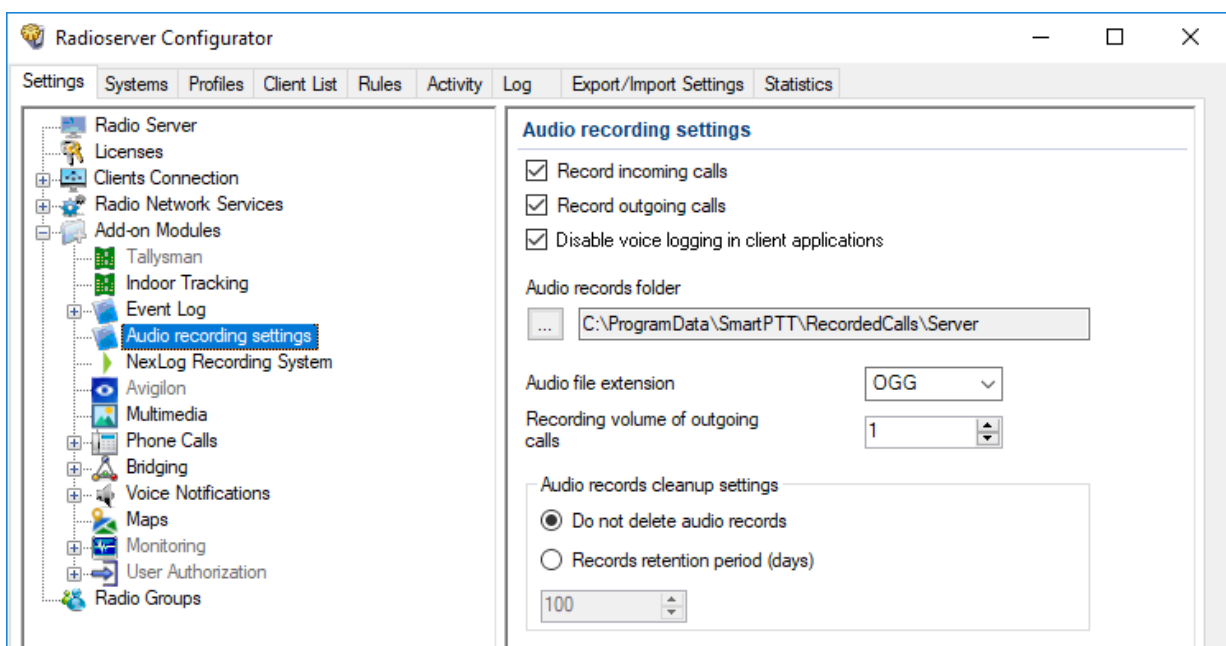 Radioserver Configurator
Settings Systems Profiles Client List Rules Activity Log Export/Import Settings Statistics
Radio Server
Licenses
Clients Connection
Radio Network Services
Add-on Modules
Tallysman
Indoor Tracking
Event Log
Audio recording settings
NexLog Recording System
Avigilon
Multimedia
Phone Calls
Bridging
Voice Notifications
Maps
Monitoring
User Authorization
Radio Groups
Audio recording settings
Record incoming calls
Record outgoing calls
Disable voice logging in client applications
Audio records folder
... C:\ProgramData\SmartPTT\RecordedCalls\Server
Audio file extension OGG
Recording volume of outgoing
calls 1
Audio records cleanup settings
Do not delete audio records
Records retention period (days)
100